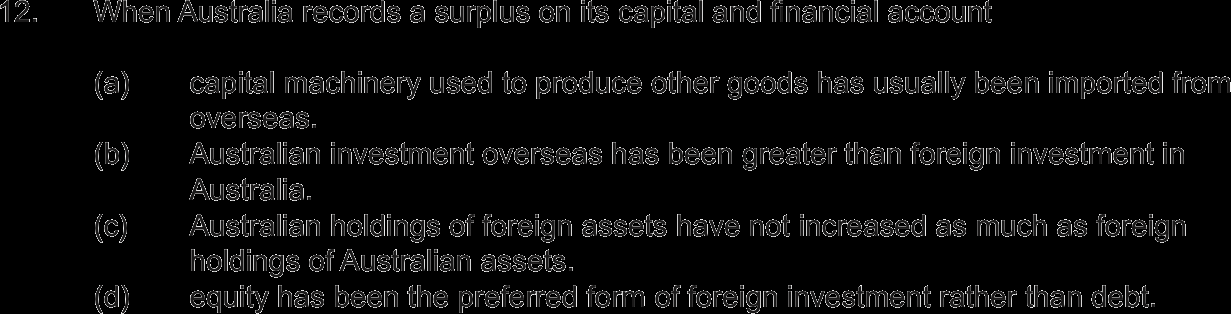 12. When Australia records a surplus on its capital and financial account
(a) capital machinery used to produce other goods has usually been imported from
overseas.
(b) Australian investment overseas has been greater than foreign investment in
Australia.
(c) Australian holdings of foreign assets have not increased as much as foreign
holdings of Australian assets.
(d) equity has been the preferred form of foreign investment rather than debt.